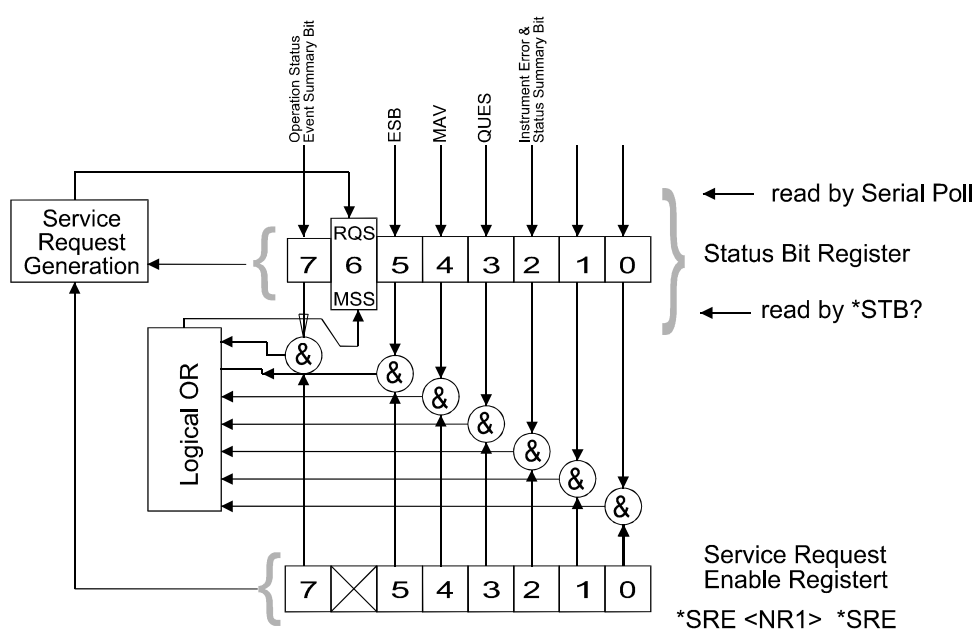 Operation Status
Event Summary Bit
ESB
MAV
QUES
Instrument Error &
Status Summary Bit
read by Serial Poll
Service
Request
Generation
RQS
7 6 5 4 3 2 1 0
MSS
Status Bit Register
read by *STB?
Logical OR
&
&
&
&
&
&
&
7 5 4 3 2 1 0
Service Request
Enable Registert
*SRE <NR1> *SRE